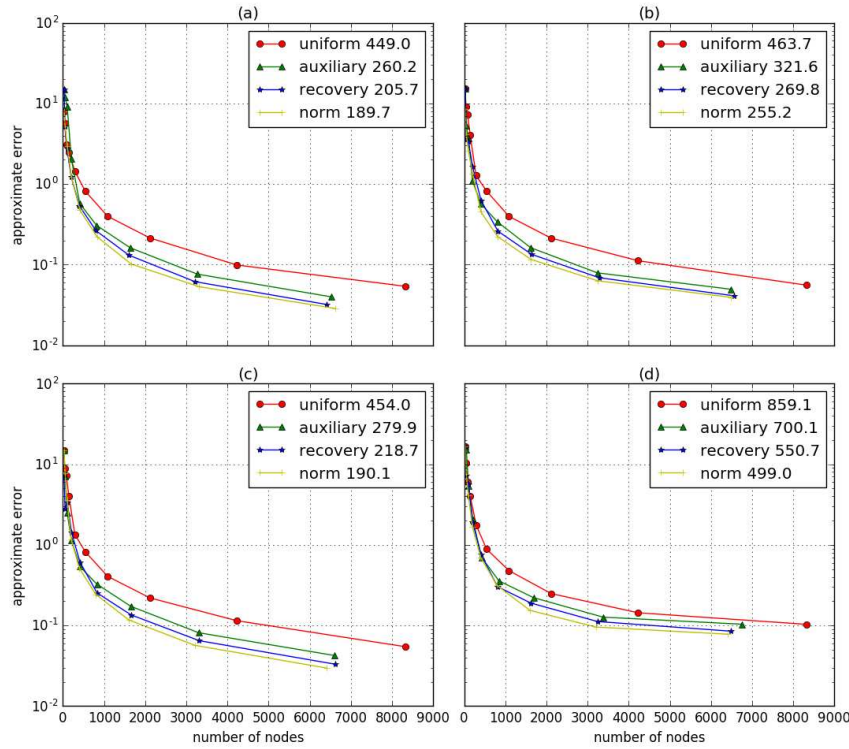 (a)
(b)
10^2
10^1
10^0
10^-1
10^-2
approximate error
uniform 449.0
auxiliary 260.2
recovery 205.7
norm 189.7
uniform 463.7
auxiliary 321.6
recovery 269.8
norm 255.2
(c)
(d)
10^2
10^1
10^0
10^-1
10^-2
approximate error
uniform 454.0
auxiliary 279.9
recovery 218.7
norm 190.1
uniform 859.1
auxiliary 700.1
recovery 550.7
norm 499.0
0 1000 2000 3000 4000 5000 6000 7000 8000 9000
0 1000 2000 3000 4000 5000 6000 7000 8000 9000
number of nodes
number of nodes